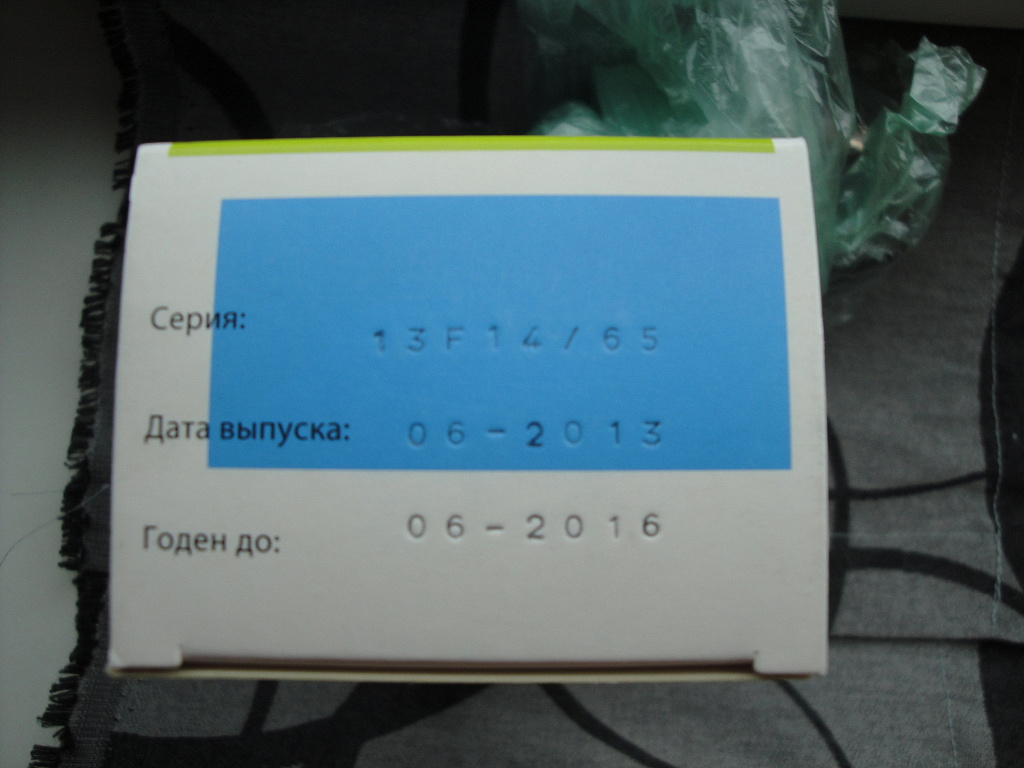 Серия: 13F14/65
Дата выпуска: 06-2013
Годен до: 06-2016